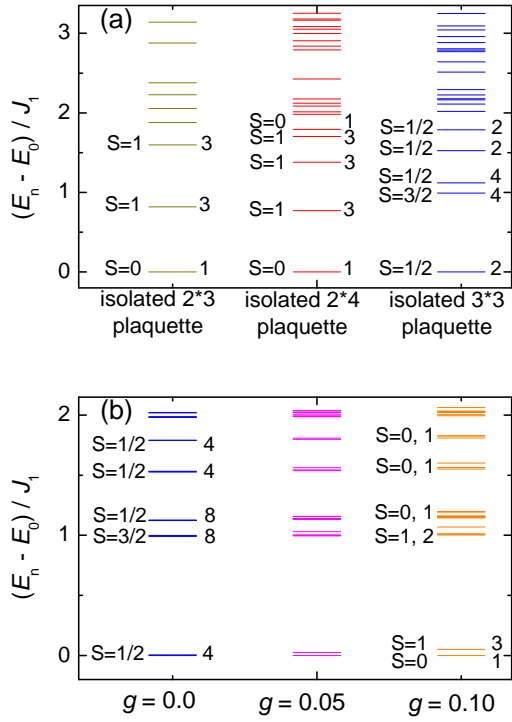 (a)
(E_n - E_0) / J_1
3
2
1
0
S=1 3
S=1 3
S=0 1
isolated 2*3
plaquette
S=0 1
S=1 3
S=1 3
S=1 3
S=0 1
isolated 2*4
plaquette
S=1/2 2
S=1/2 2
S=1/2 4
S=3/2 4
S=1/2 2
isolated 3*3
plaquette
(b)
(E_n - E_0) / J_1
2
1
0
S=1/2 4
S=1/2 4
S=1/2 8
S=3/2 8
S=1/2 4
g = 0.0
g = 0.05
S=0, 1
S=0, 1
S=0, 1
S=1, 2
S=1 3
S=0 1
g = 0.10